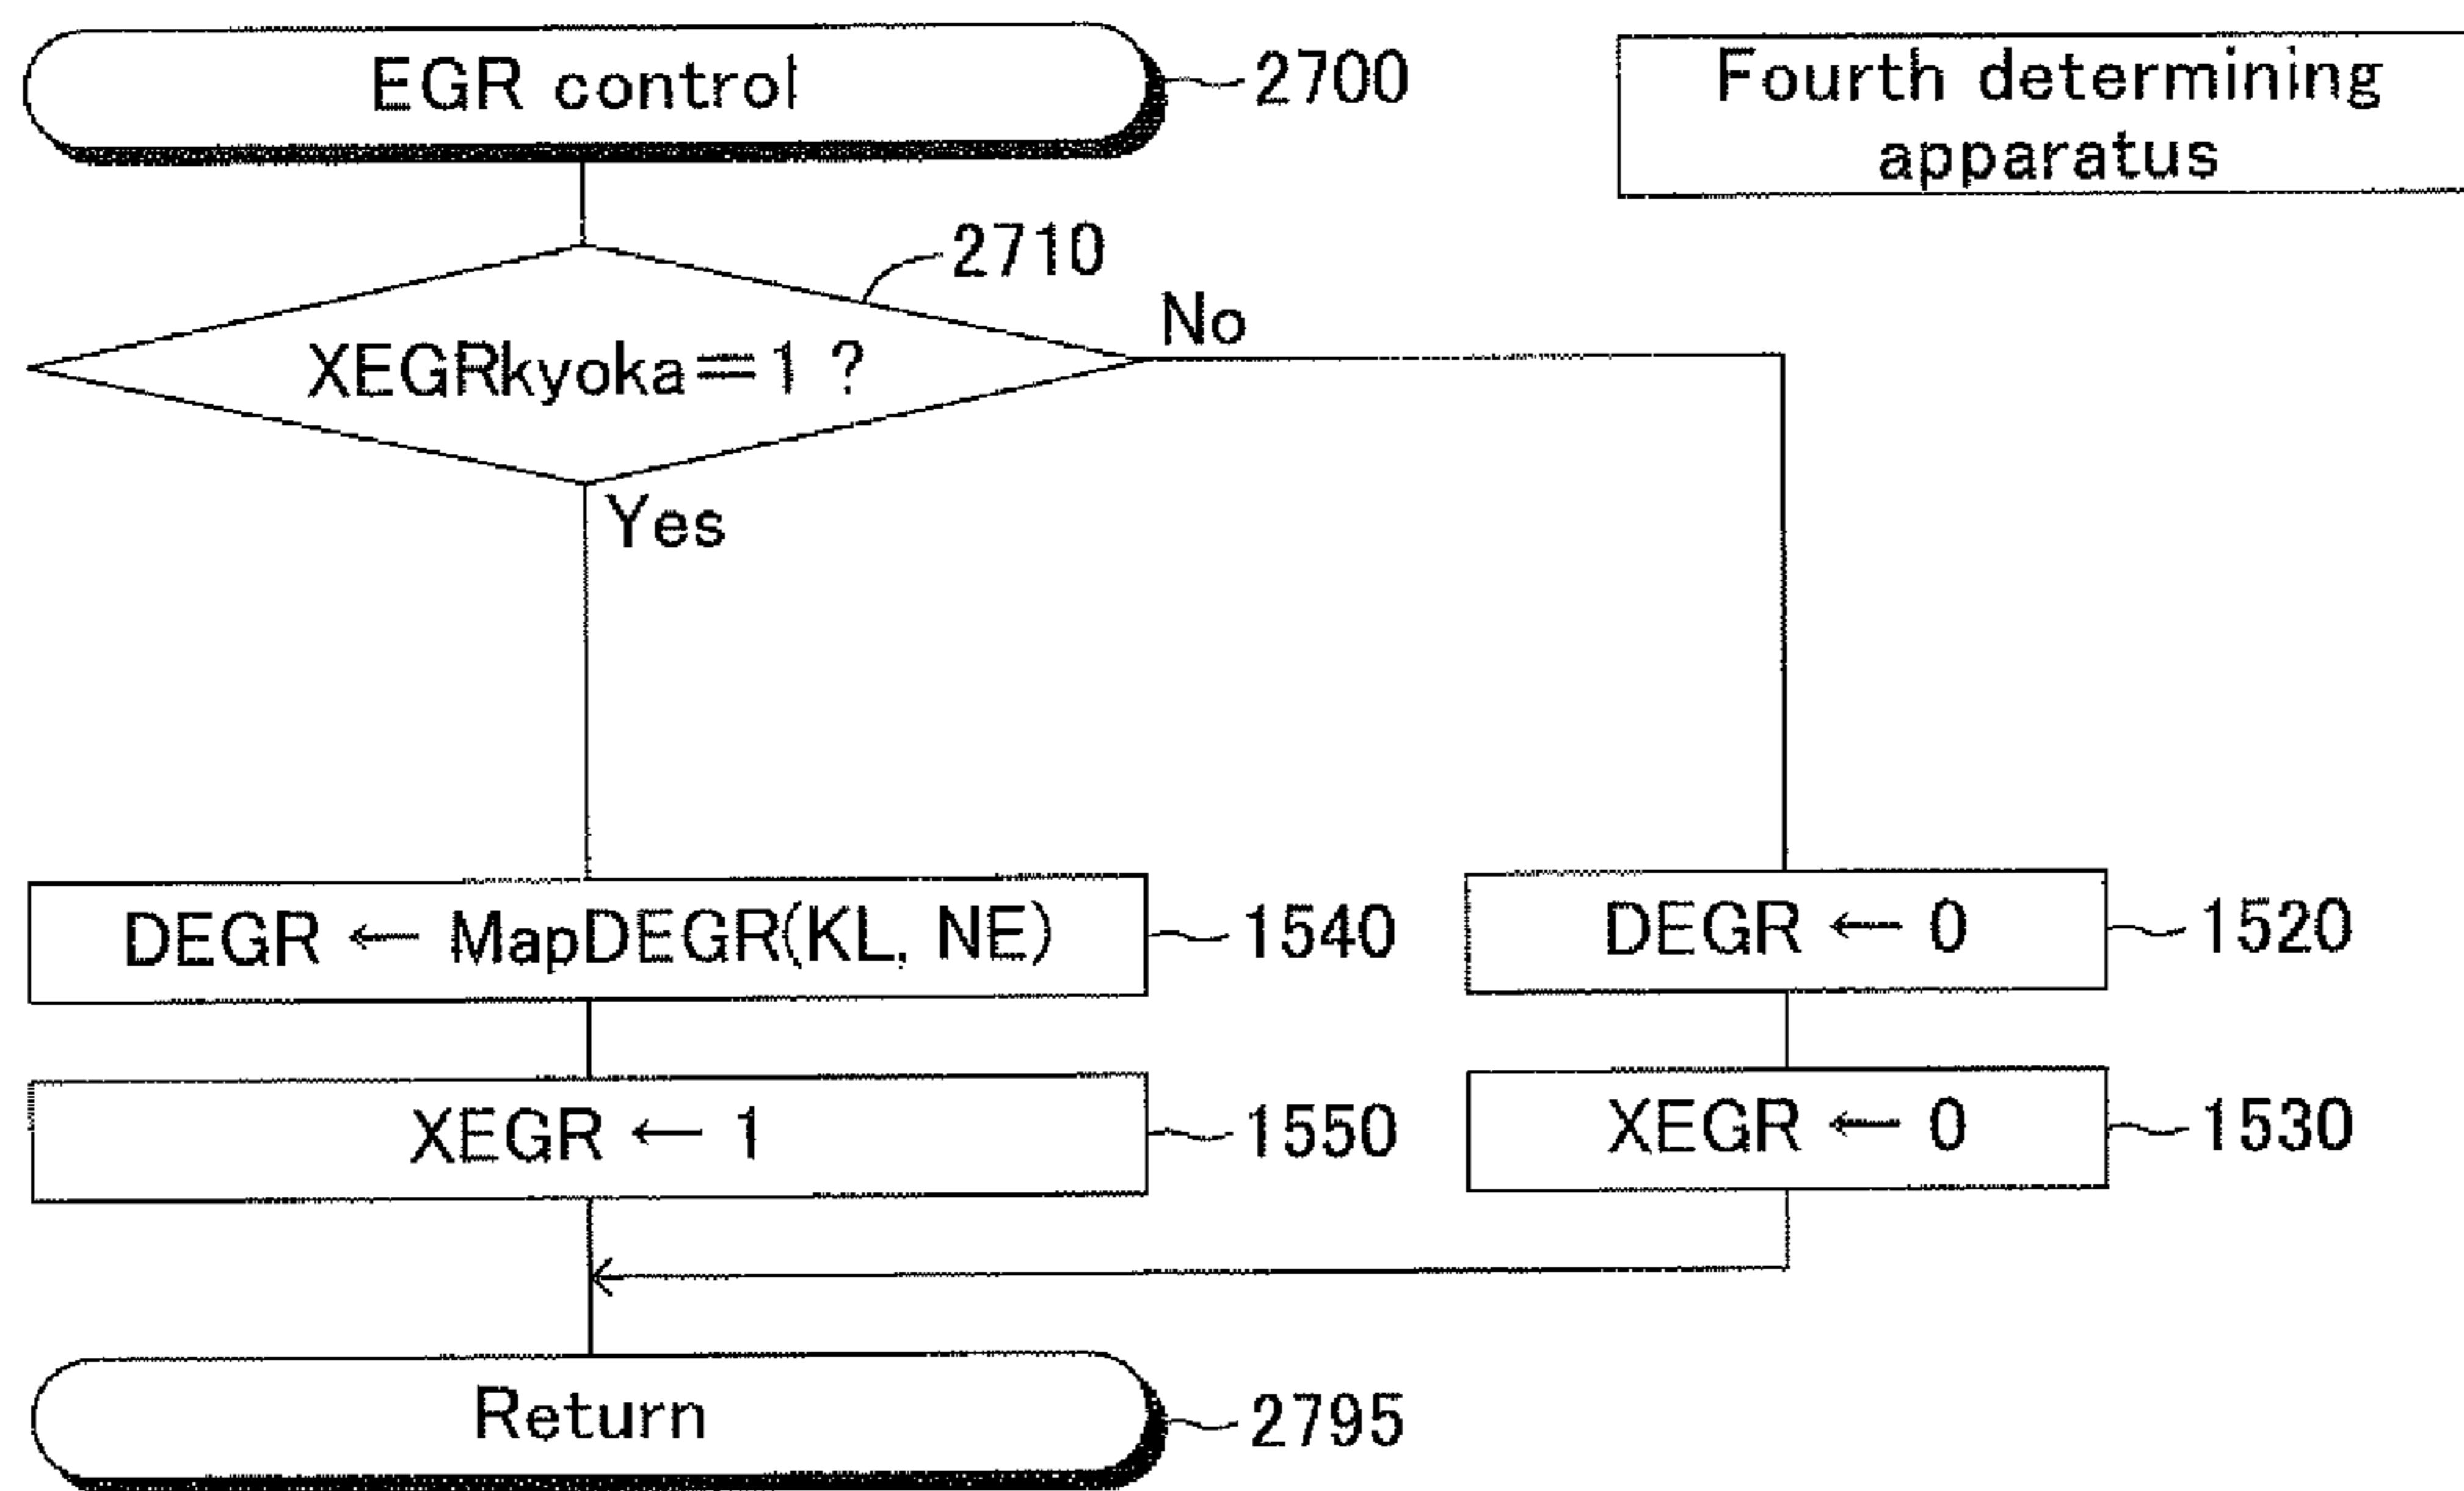 EGR control
2700
Fourth determining
apparatus
2710
XEGRkyoka=1 ?
No
Yes
DEGR ← MapDEGR(KL, NE)
1540
DEGR ← 0
1520
XEGR ← 1
1550
XEGR ← 0
1530
Return
2795